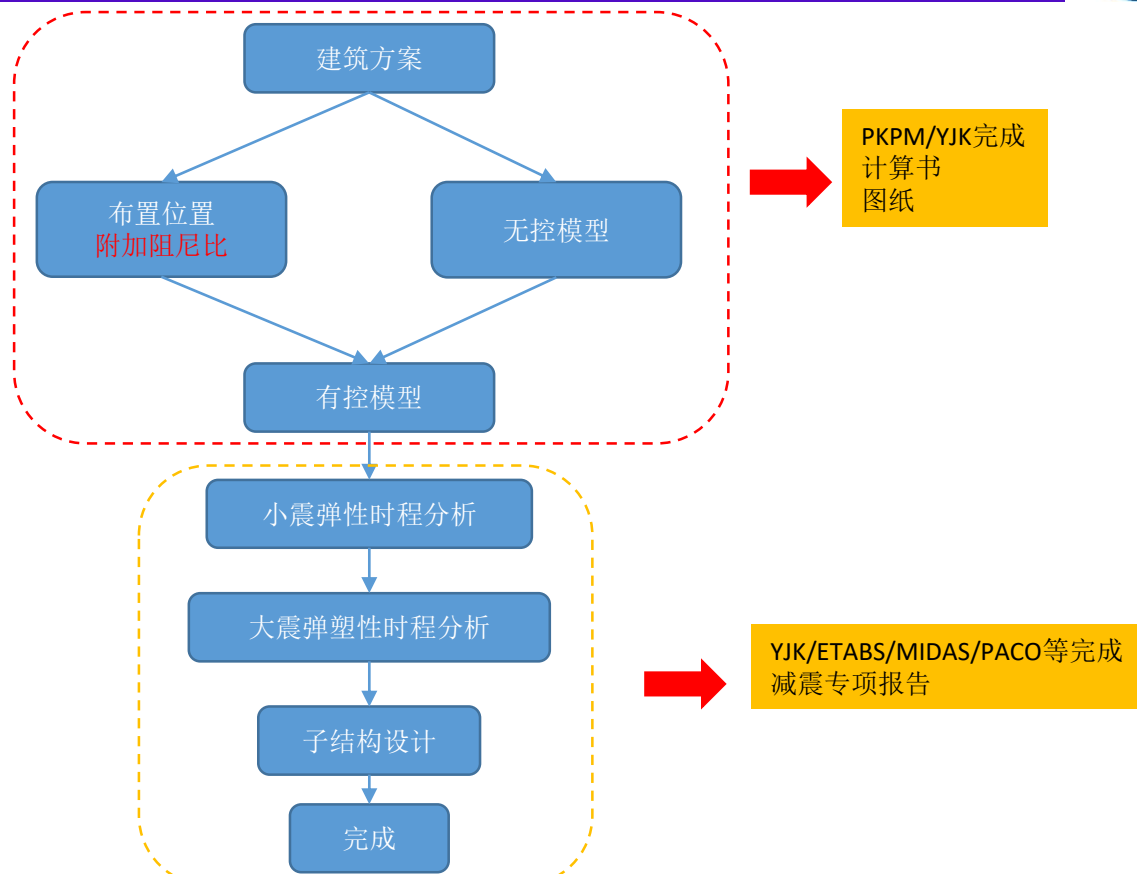 建筑方案
PKPM/YJK完成
计算书
图纸
布置位置
附加阻尼比
无控模型
有控模型
小震弹性时程分析
大震弹塑性时程分析
YJK/ETABS/MIDAS/PACO等完成
减震专项报告
子结构设计
完成